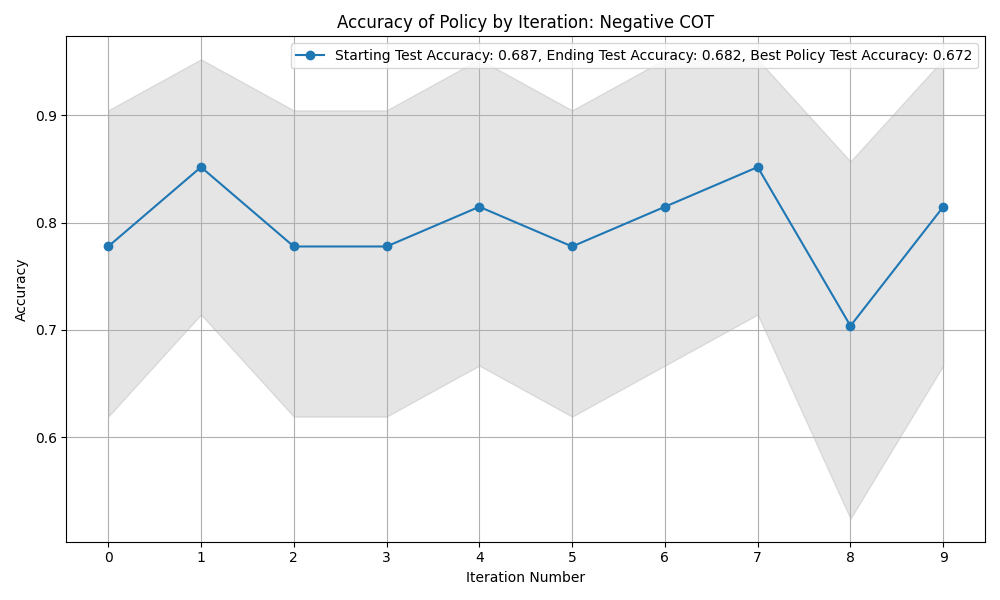 Accuracy of Policy by Iteration: Negative COT
Starting Test Accuracy: 0.687, Ending Test Accuracy: 0.682, Best Policy Test Accuracy: 0.672
Accuracy
0.9
0.8
0.7
0.6
0 1 2 3 4 5 6 7 8 9
Iteration Number